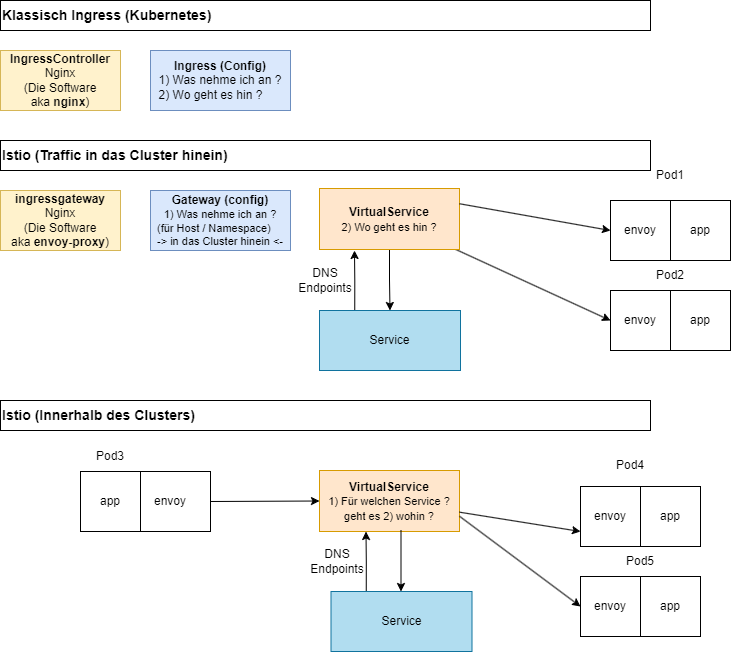 Klassisch Ingress (Kubernetes)
IngressController
Nginx
(Die Software
aka nginx)
Ingress (Config)
1) Was nehme ich an ?
2) Wo geht es hin ?
Istio (Traffic in das Cluster hinein)
ingressgateway
Nginx
(Die Software
aka envoy-proxy)
Gateway (config)
1) Was nehme ich an ?
(für Host / Namespace)
-> in das Cluster hinein <-
VirtualService
2) Wo geht es hin ?
DNS
Endpoints
Service
Pod1
envoy
app
Pod2
envoy
app
Istio (Innerhalb des Clusters)
Pod3
app
envoy
VirtualService
1) Für welchen Service ?
geht es 2) wohin ?
DNS
Endpoints
Service
Pod4
envoy
app
Pod5
envoy
app